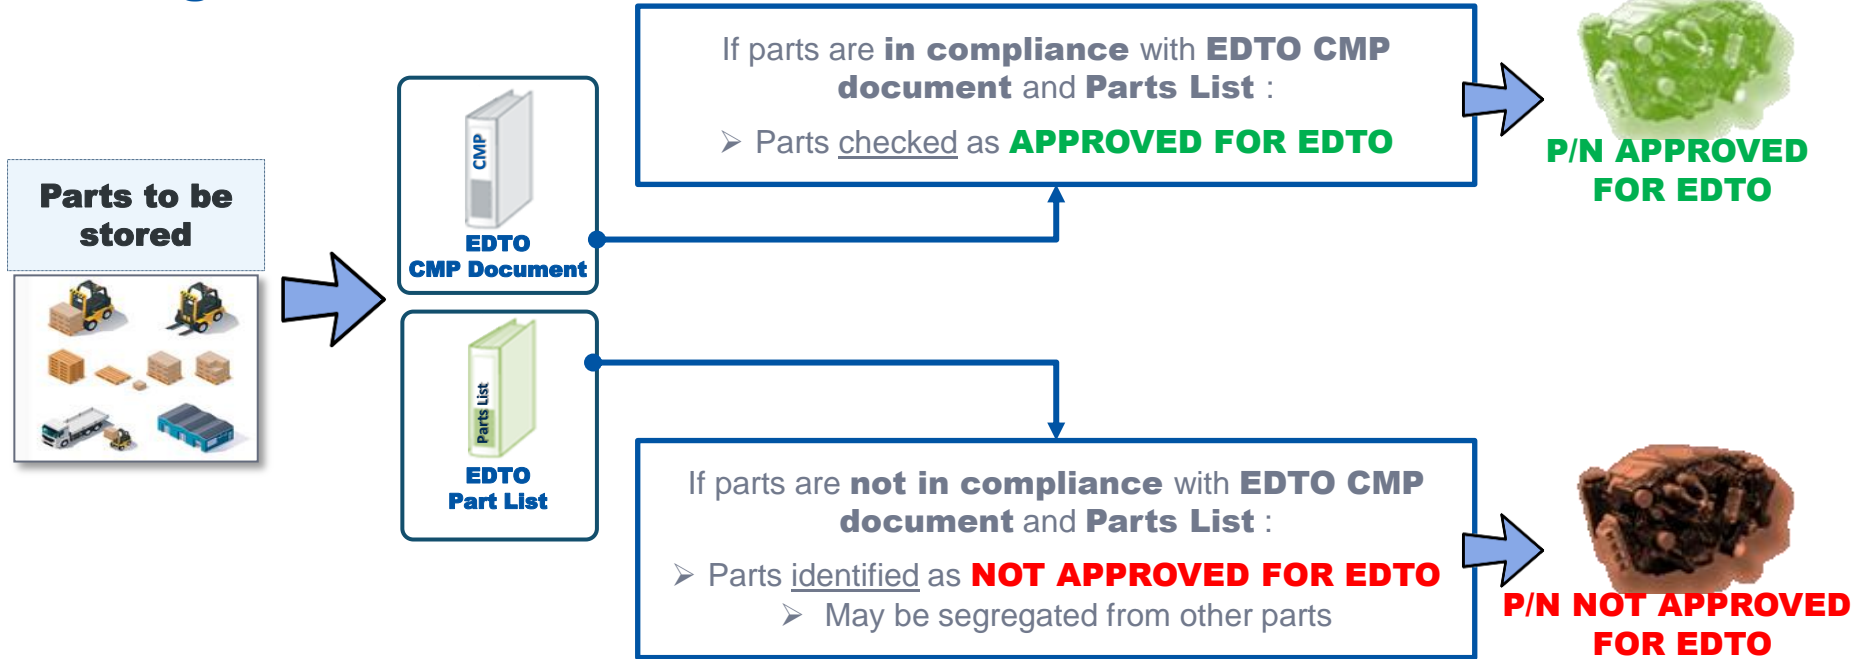 Parts to be
stored
CMP
EDTO
CMP Document
Parts List
EDTO
Part List
If parts are in compliance with EDTO CMP
document and Parts List :
➢ Parts checked as APPROVED FOR EDTO
P/N APPROVED
FOR EDTO
If parts are not in compliance with EDTO CMP
document and Parts List :
➢ Parts identified as NOT APPROVED FOR EDTO
➢ May be segregated from other parts
P/N NOT APPROVED
FOR EDTO